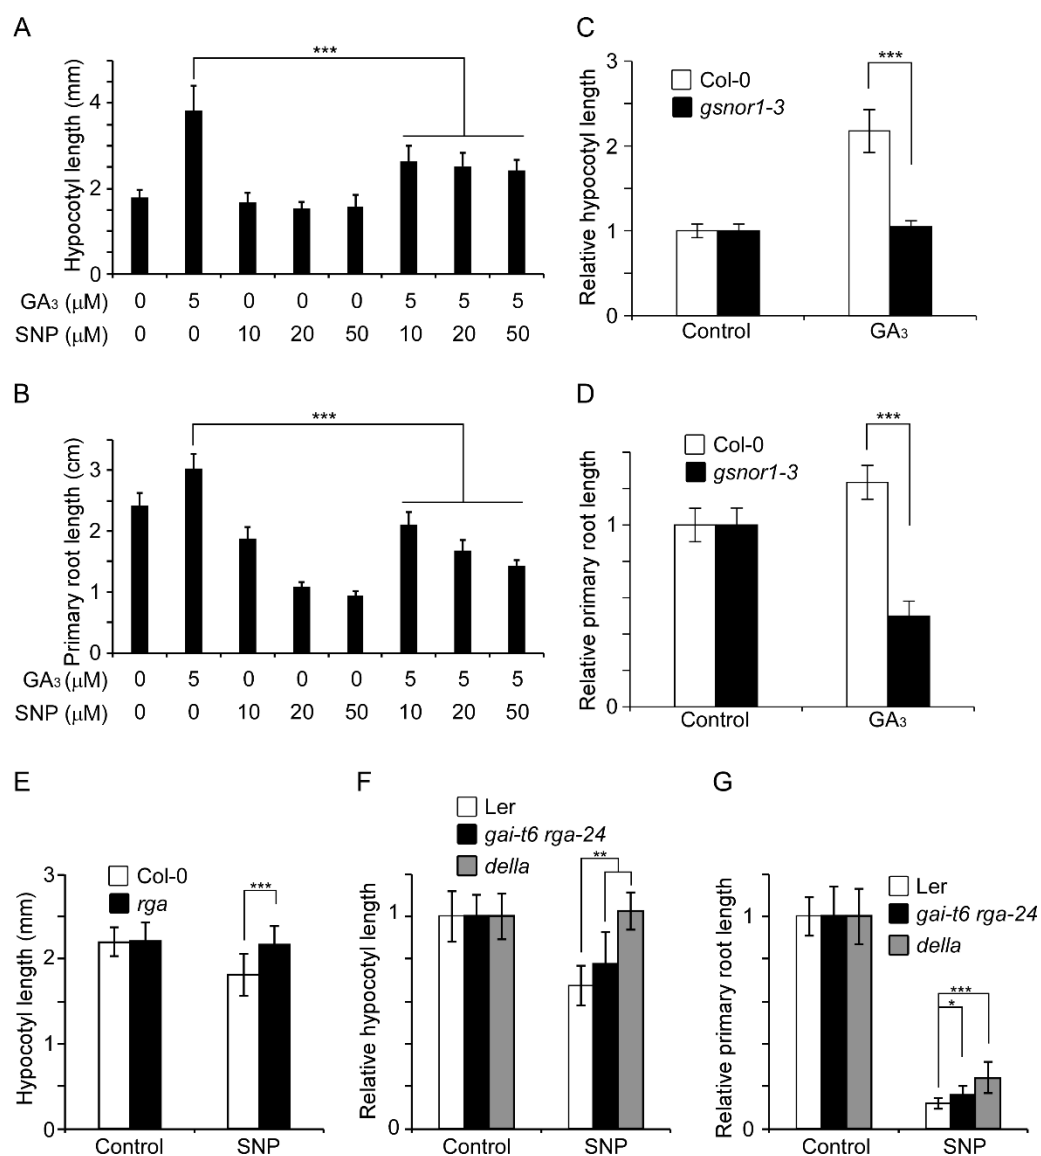 A
***
Hypocotyl length (mm)
4
2
0
GA₃ (μM) 0 5 0 0 0 5 5 5
SNP (μM) 0 0 10 20 50 10 20 50
C
***
Relative hypocotyl length
3
2
1
0
Col-0
gsnor1-3
Control GA₃
B
***
Primary root length (cm)
3
2
1
0
GA₃ (μM) 0 5 0 0 0 5 5 5
SNP (μM) 0 0 10 20 50 10 20 50
D
***
Relative primary root length
1
0
Col-0
gsnor1-3
Control GA₃
E
Hypocotyl length (mm)
3
2
1
0
Col-0
rga
***
Control SNP
F
Ler
gai-t6 rga-24
della
**
Relative hypocotyl length
1
0
Control SNP
G
Ler
gai-t6 rga-24
della
***
*
Relative primary root length
1
0
Control SNP